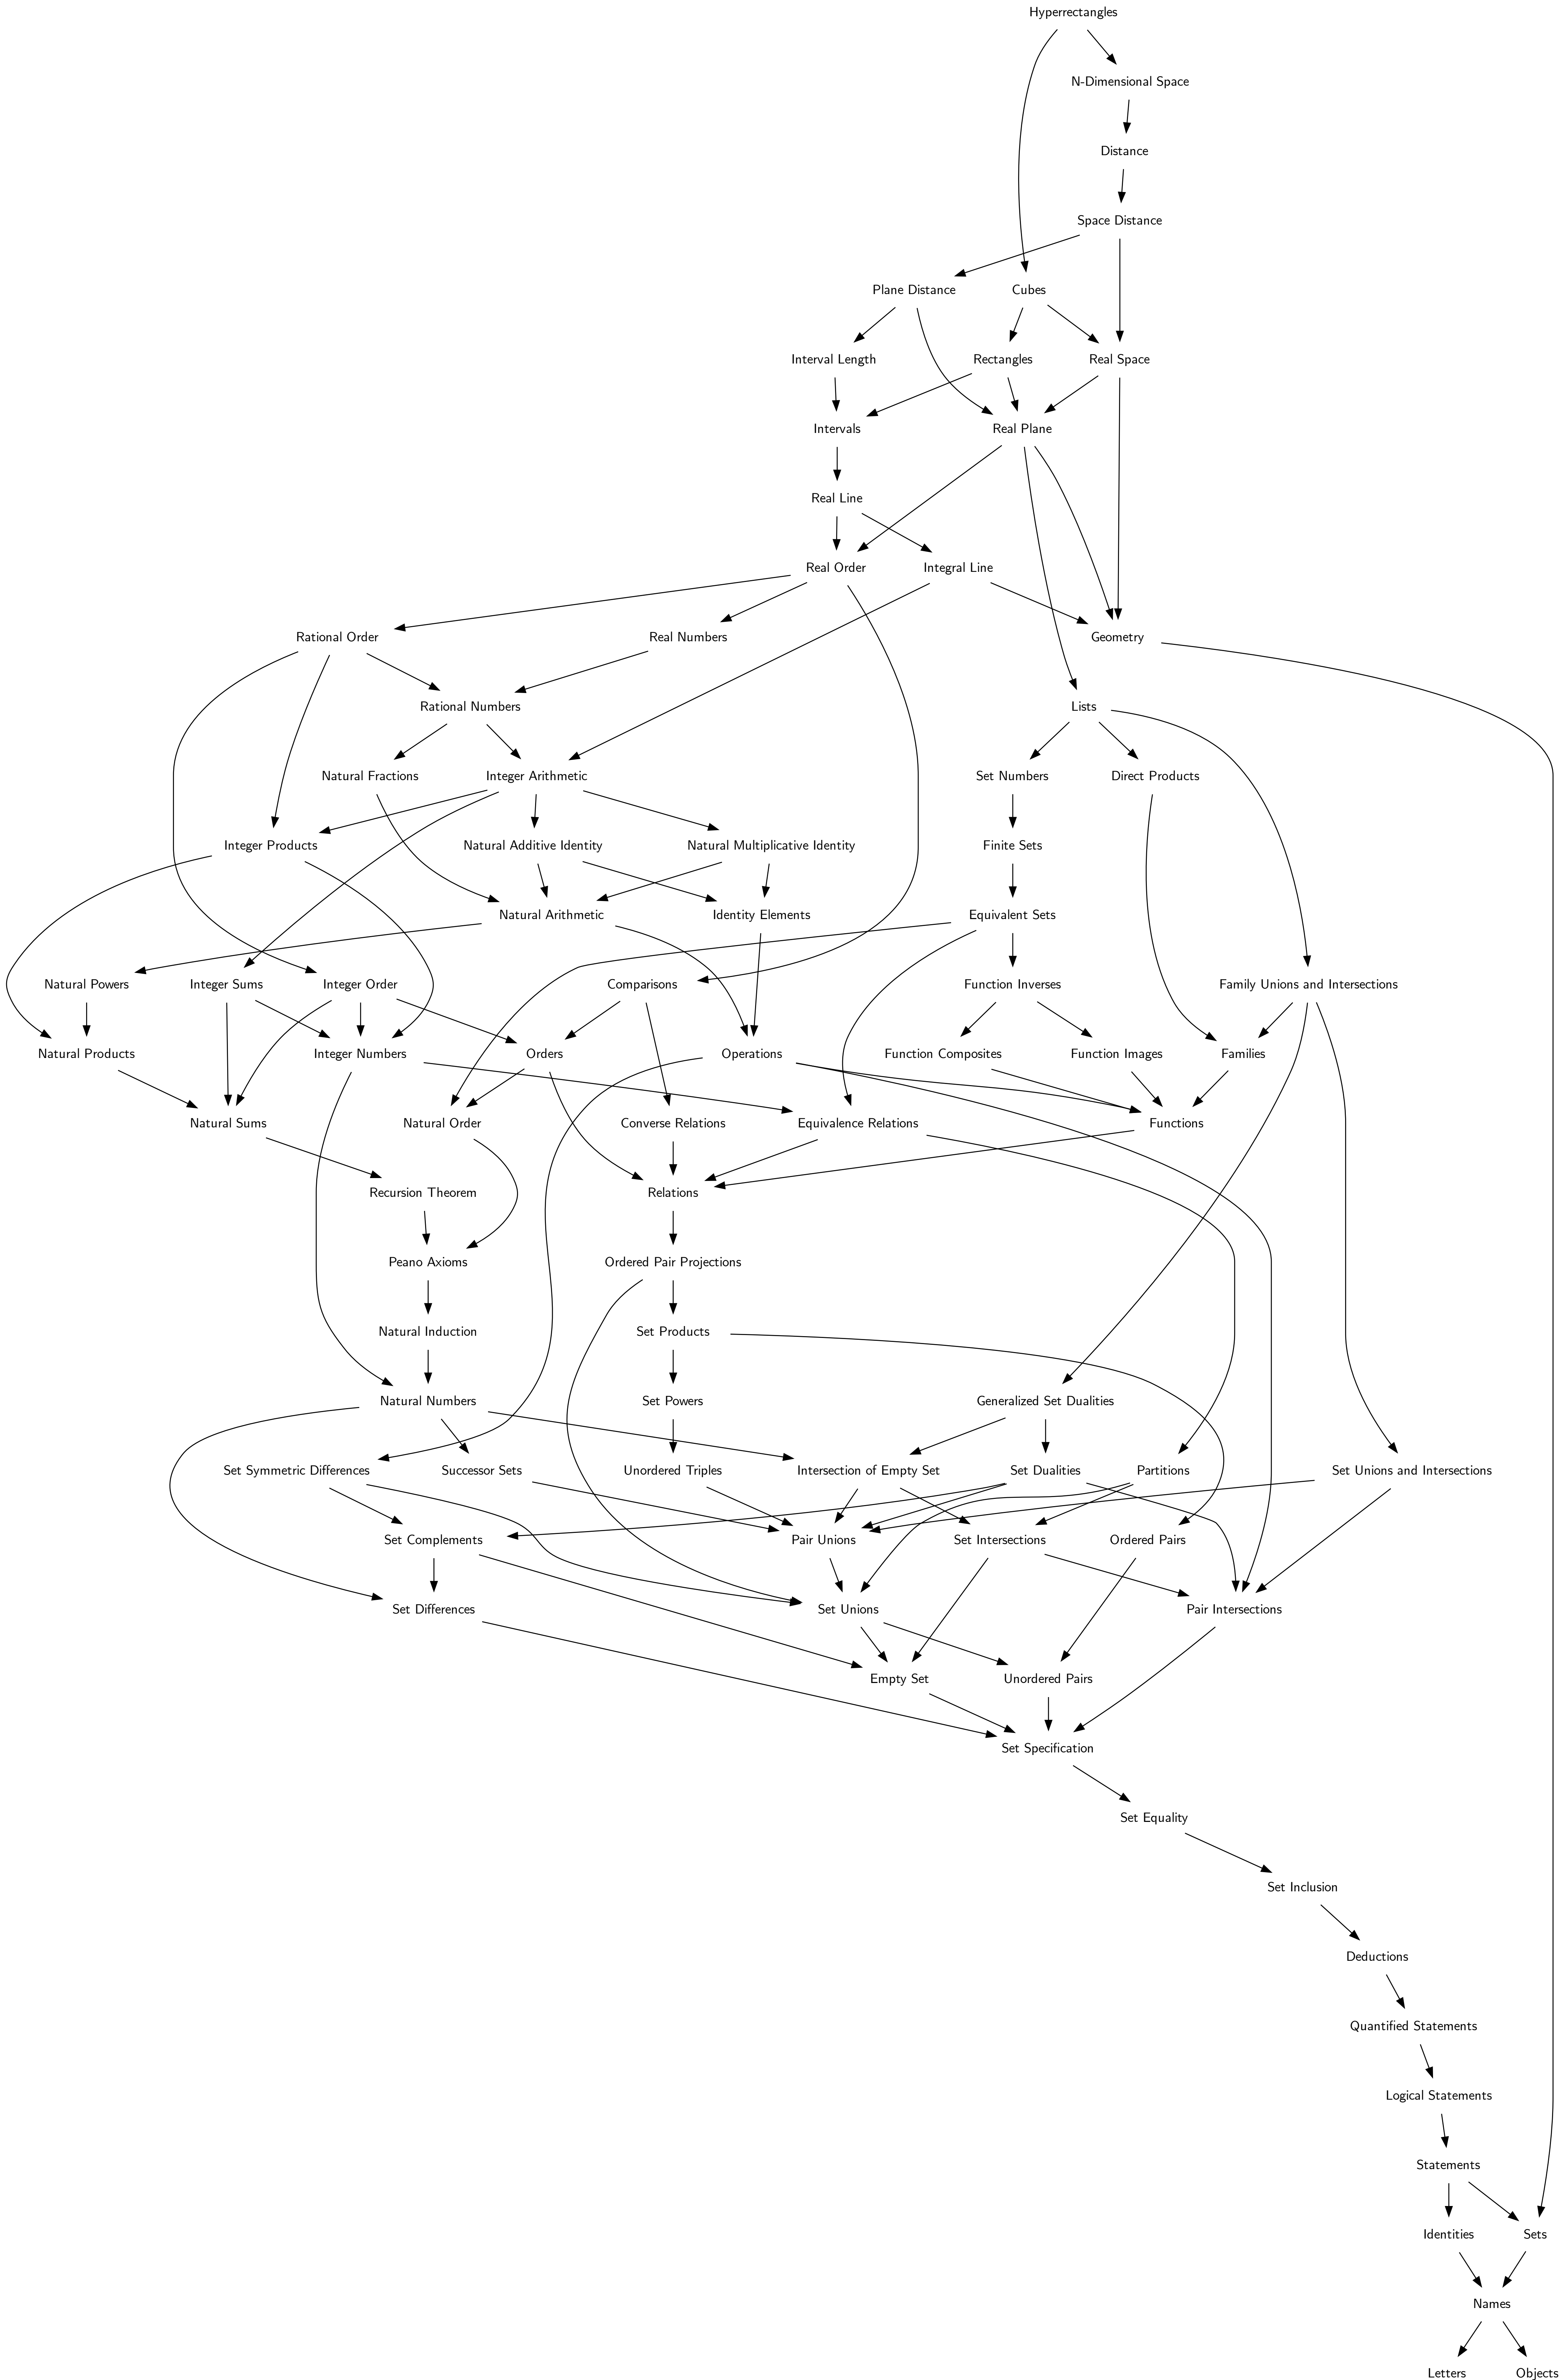 Hyperrectangles
N-Dimensional Space
Distance
Space Distance
Plane Distance
Cubes
Interval Length
Rectangles
Real Space
Intervals
Real Plane
Real Line
Real Order
Integral Line
Rational Order
Real Numbers
Geometry
Rational Numbers
Lists
Natural Fractions
Integer Arithmetic
Set Numbers
Direct Products
Integer Products
Natural Additive Identity
Natural Multiplicative Identity
Finite Sets
Natural Arithmetic
Identity Elements
Equivalent Sets
Natural Powers
Integer Sums
Integer Order
Comparisons
Function Inverses
Family Unions and Intersections
Natural Products
Integer Numbers
Orders
Operations
Function Composites
Function Images
Families
Natural Sums
Natural Order
Converse Relations
Equivalence Relations
Functions
Recursion Theorem
Relations
Peano Axioms
Ordered Pair Projections
Natural Induction
Set Products
Natural Numbers
Set Powers
Generalized Set Dualities
Set Symmetric Differences
Successor Sets
Unordered Triples
Intersection of Empty Set
Set Dualities
Partitions
Set Unions and Intersections
Set Complements
Pair Unions
Set Intersections
Ordered Pairs
Set Differences
Set Unions
Pair Intersections
Empty Set
Unordered Pairs
Set Specification
Set Equality
Set Inclusion
Deductions
Quantified Statements
Logical Statements
Statements
Identities
Sets
Names
Letters
Objects